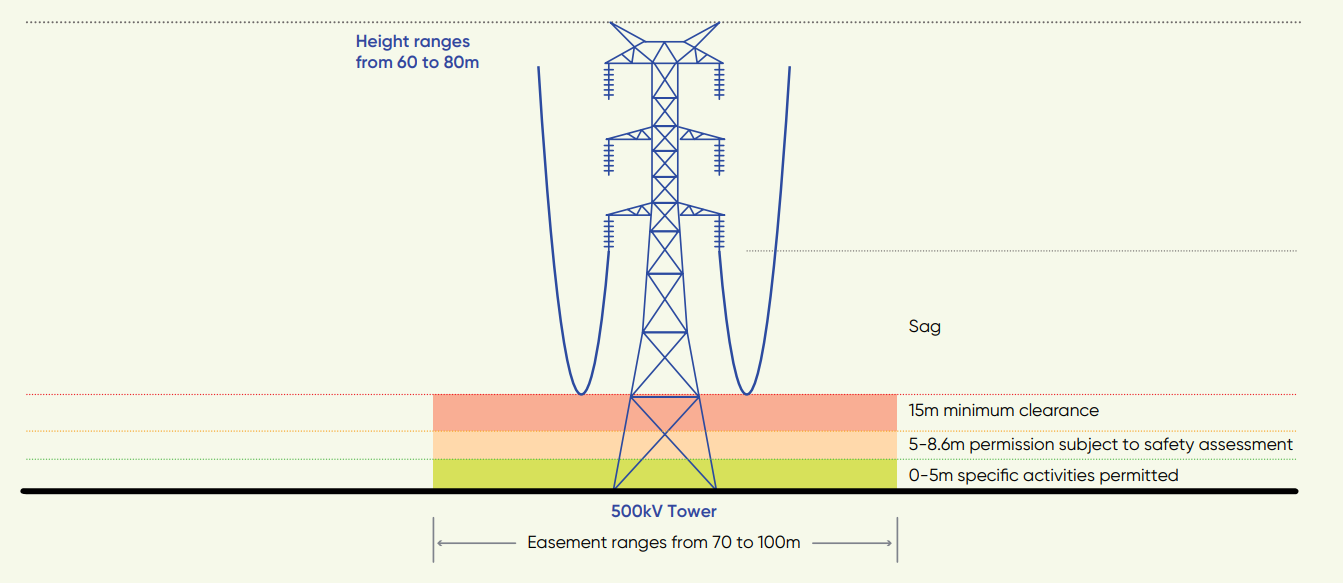 Height ranges
from 60 to 80m
Sag
15m minimum clearance
5-8.6m permission subject to safety assessment
0-5m specific activities permitted
500kV Tower
Easement ranges from 70 to 100m